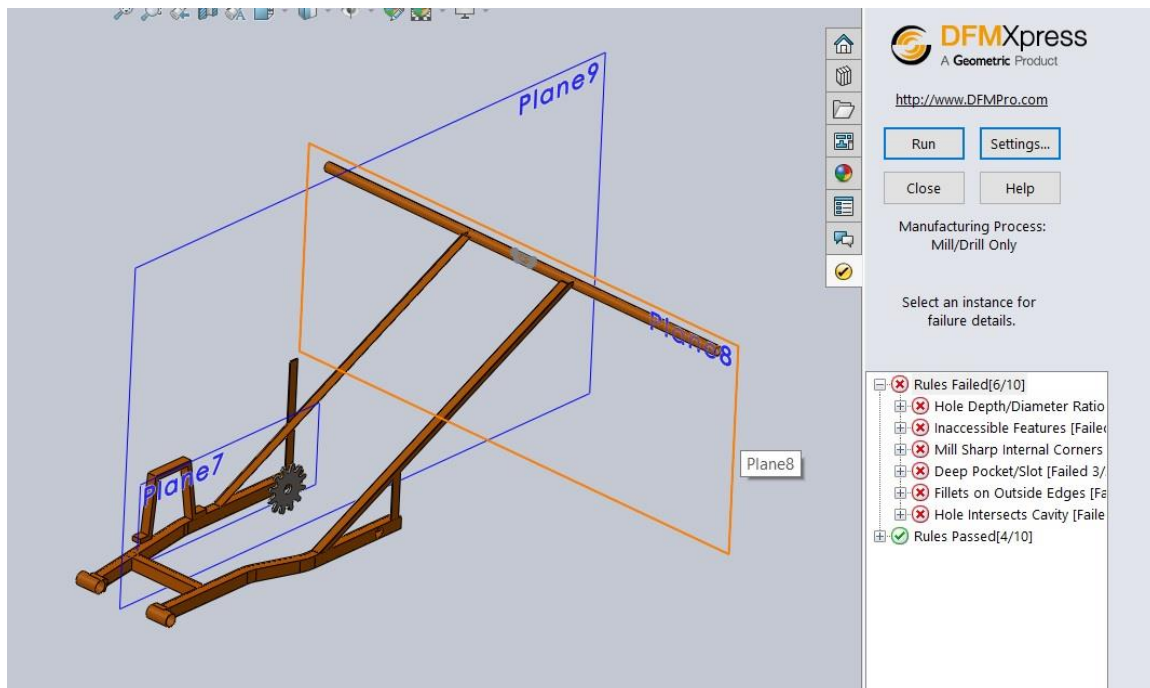 Plane9
Plane8
Plane7
Plane8
DFMXpress
A Geometric Product
http://www.DFMPro.com
Run
Settings...
Close
Help
Manufacturing Process:
Mill/Drill Only
Select an instance for
failure details.
Rules Failed[6/10]
Hole Depth/Diameter Ratio
Inaccessible Features [Failed
Mill Sharp Internal Corners
Deep Pocket/Slot [Failed 3/
Fillets on Outside Edges [Fa
Hole Intersects Cavity [Faile
Rules Passed[4/10]